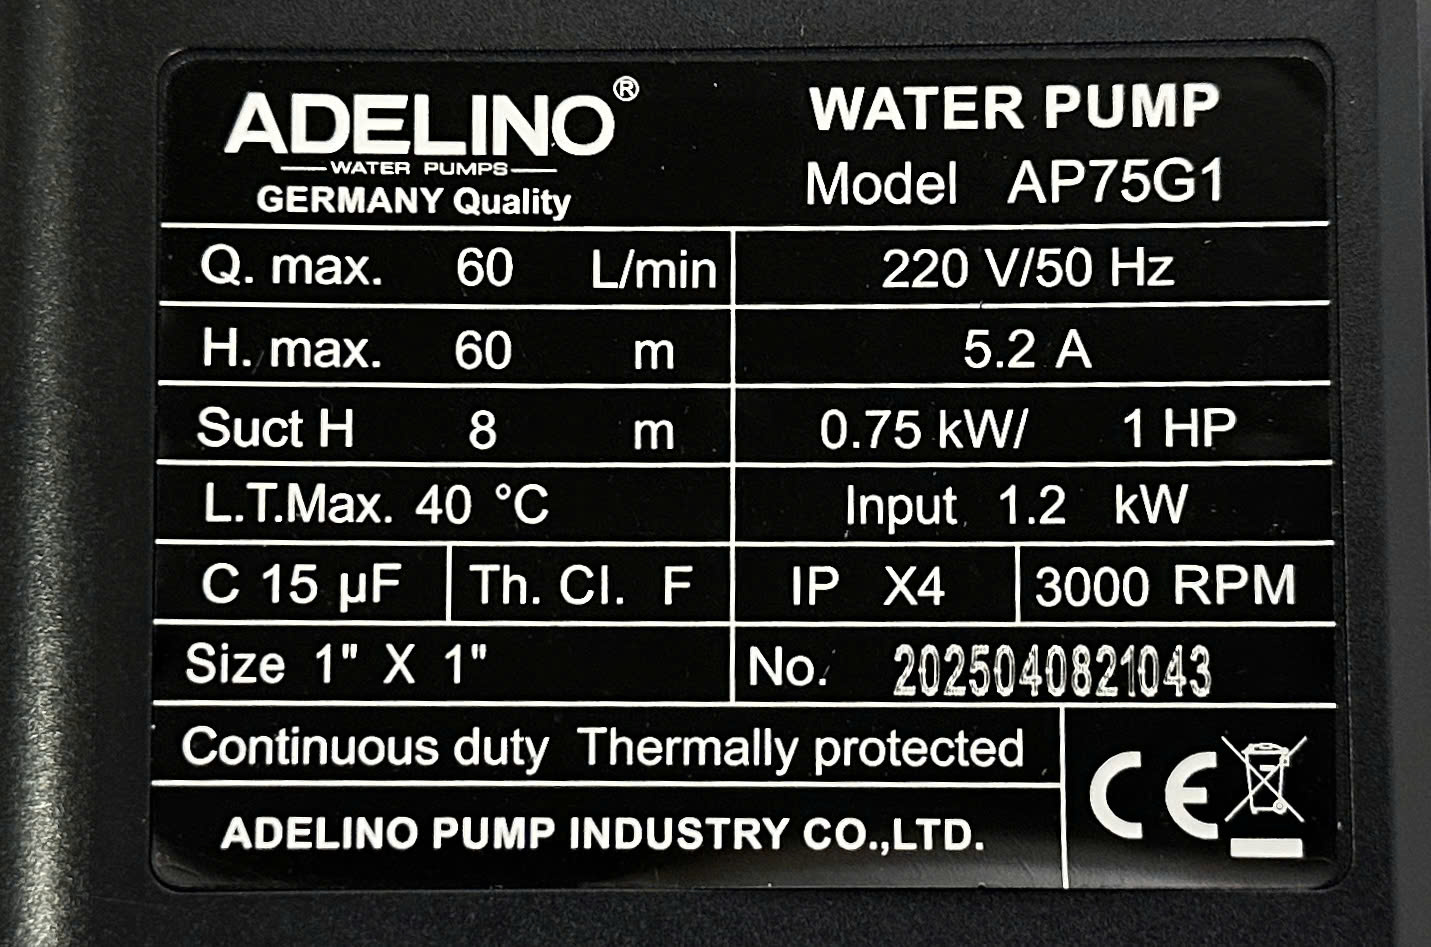 ADELINO®
WATER PUMPS
GERMANY Quality
WATER PUMP
Model AP75G1
Q. max. 60 L/min
220 V/50 Hz
H. max. 60 m
5.2 A
Suct H 8 m
0.75 kW/ 1 HP
L.T.Max. 40 °C
Input 1.2 kW
C 15 µF
Th. Cl. F
IP X4
3000 RPM
Size 1" X 1"
No. 2025040821043
Continuous duty Thermally protected
CE
ADELINO PUMP INDUSTRY CO.,LTD.